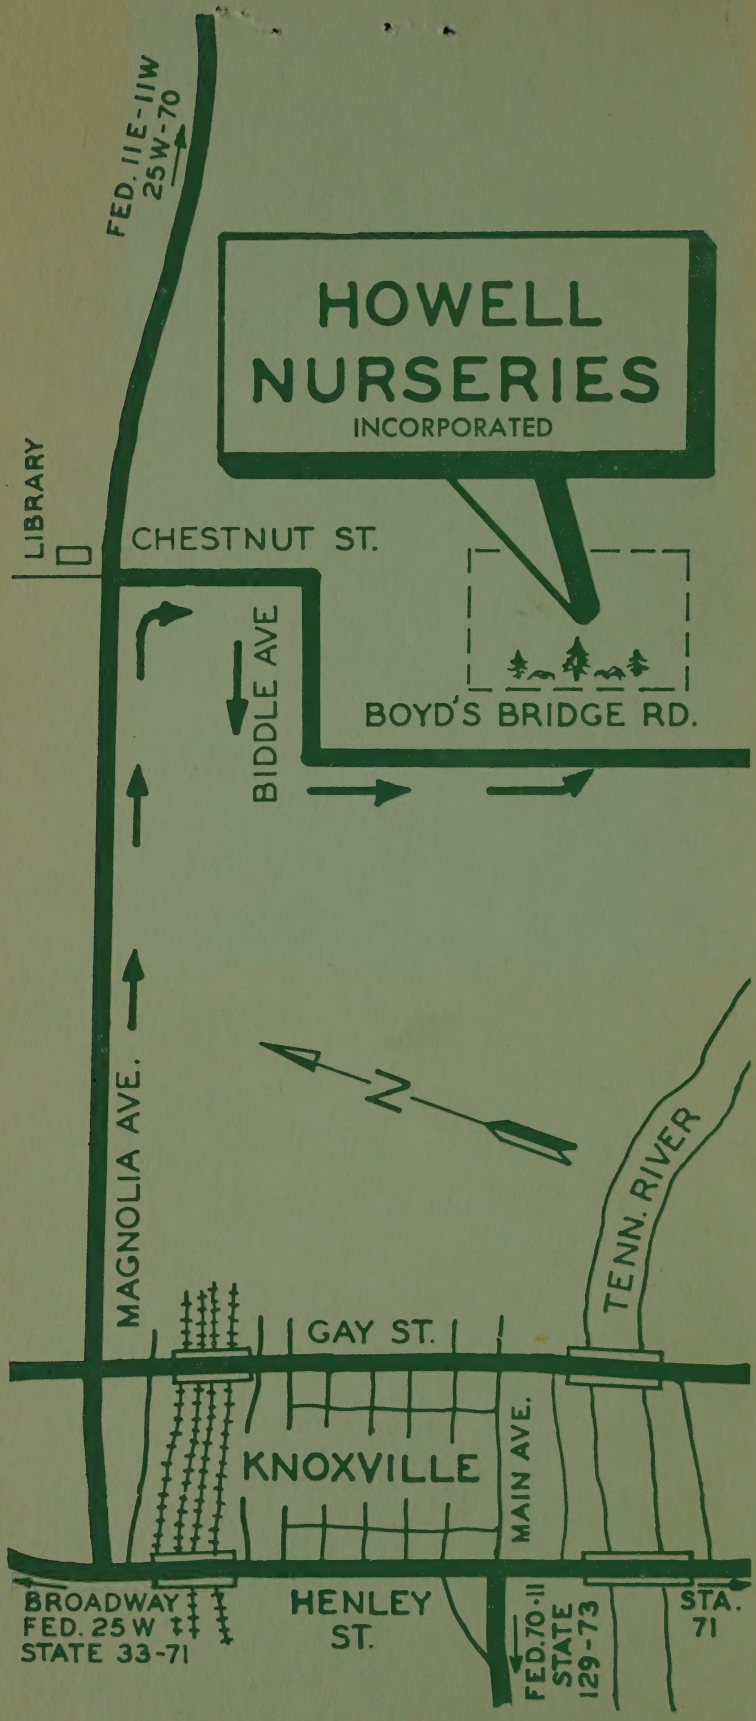 FED. 11E-11W
25W-70
HOWELL
NURSERIES
INCORPORATED
LIBRARY
CHESTNUT ST.
BIDDLE AVE
BOYD'S BRIDGE RD.
MAGNOLIA AVE.
N
TENN. RIVER
GAY ST.
KNOXVILLE
MAIN AVE.
BROADWAY
FED. 25 W
STATE 33-71
HENLEY
ST.
FED. 70-11
STATE
129-73
STA.
71